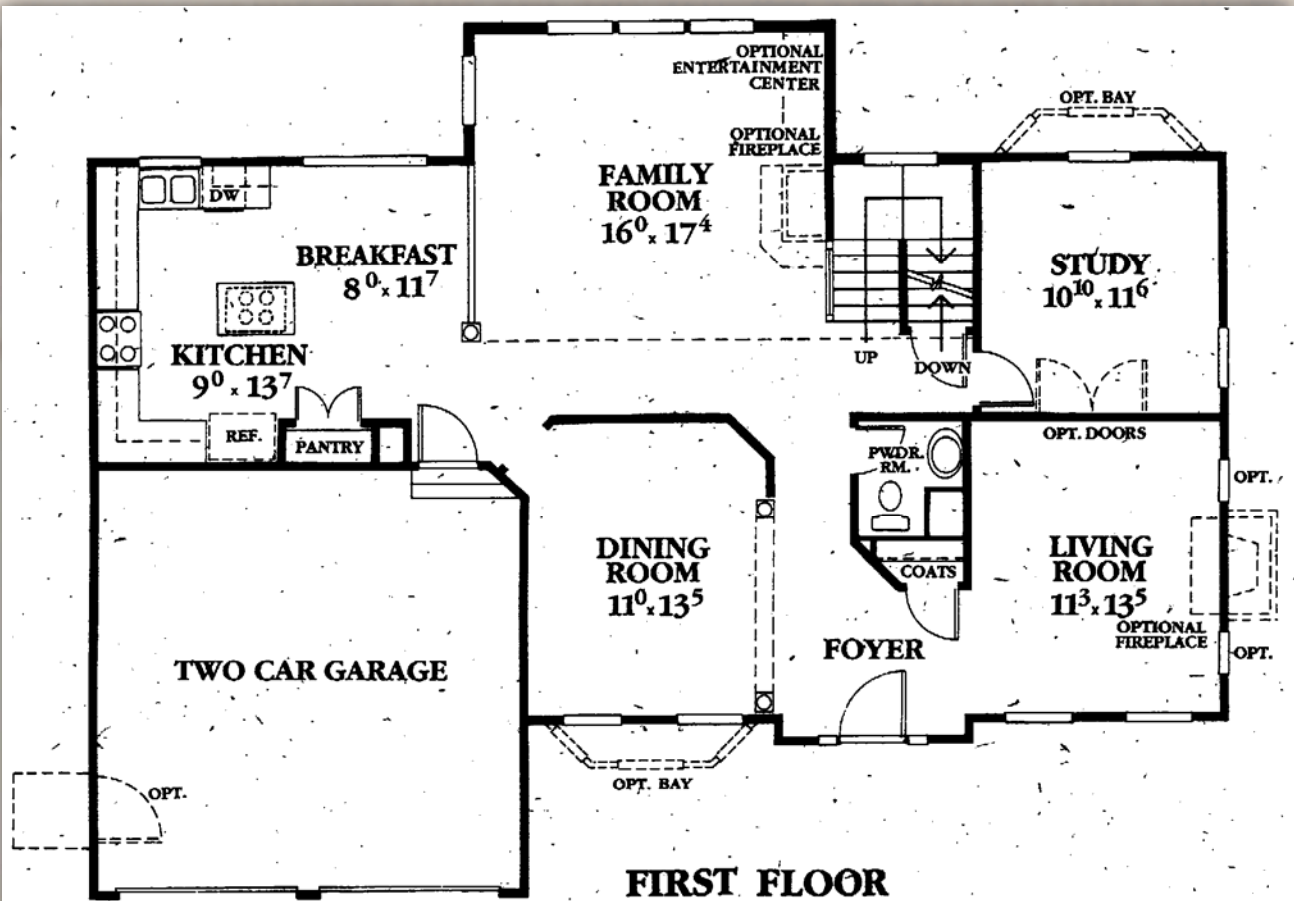 OPTIONAL
ENTERTAINMENT
CENTER
OPT. BAY
OPTIONAL
FIREPLACE
DW
FAMILY
ROOM
16⁰ x 17⁴
BREAKFAST
8⁰ x 11⁷
STUDY
10¹⁰ x 11⁶
KITCHEN
9⁰ x 13⁷
UP
DOWN
REF.
PANTRY
OPT. DOORS
PWDR.
RM.
OPT.
DINING
ROOM
11⁰ x 13⁵
COATS
LIVING
ROOM
11³ x 13⁵
OPTIONAL
FIREPLACE
FOYER
OPT.
TWO CAR GARAGE
OPT. BAY
OPT.
FIRST FLOOR